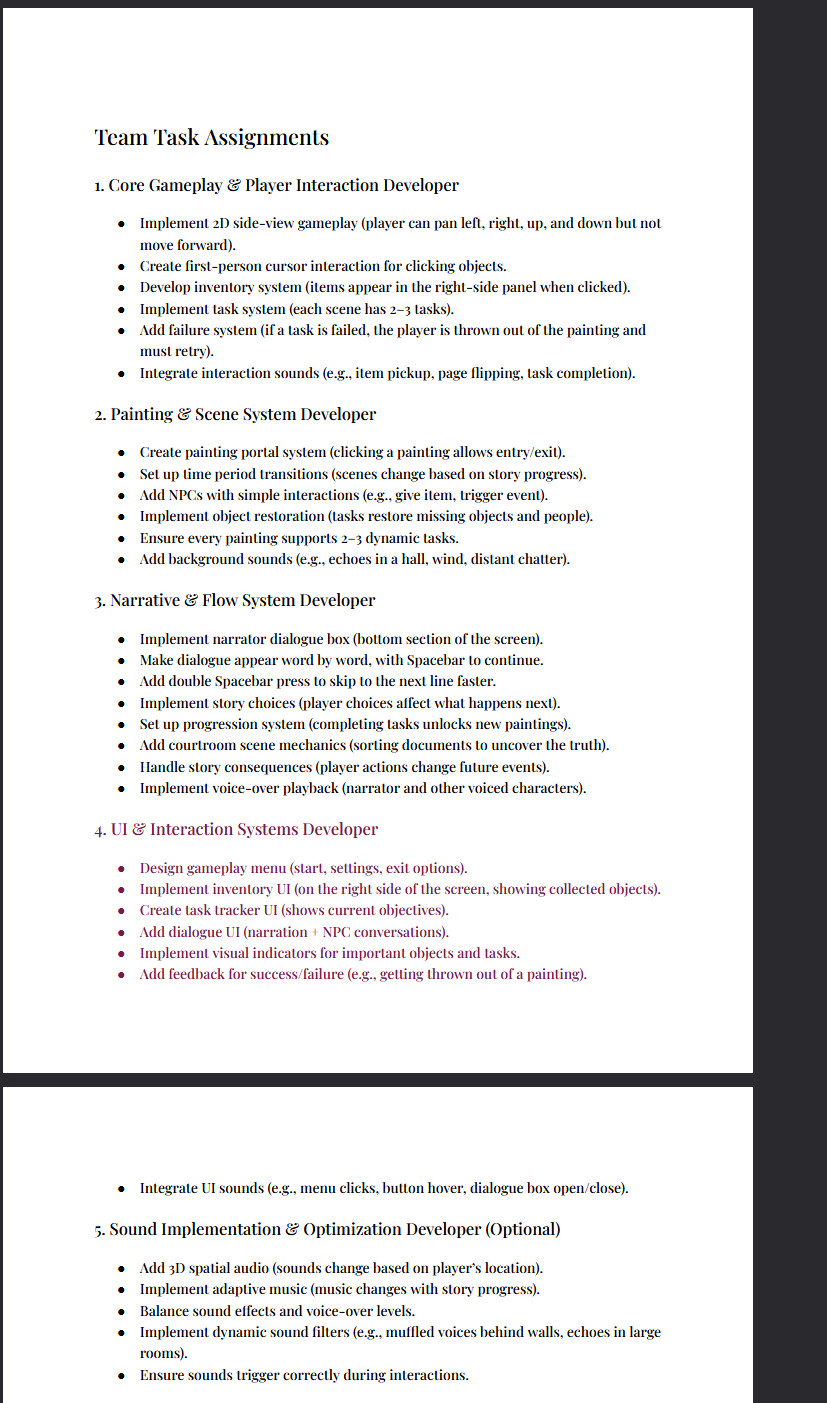 Team Task Assignments
1. Core Gameplay & Player Interaction Developer
● Implement 2D side-view gameplay (player can pan left, right, up, and down but not
move forward).
● Create first-person cursor interaction for clicking objects.
● Develop inventory system (items appear in the right-side panel when clicked).
● Implement task system (each scene has 2–3 tasks).
● Add failure system (if a task is failed, the player is thrown out of the painting and
must retry).
● Integrate interaction sounds (e.g., item pickup, page flipping, task completion).
2. Painting & Scene System Developer
● Create painting portal system (clicking a painting allows entry/exit).
● Set up time period transitions (scenes change based on story progress).
● Add NPCs with simple interactions (e.g., give item, trigger event).
● Implement object restoration (tasks restore missing objects and people).
● Ensure every painting supports 2–3 dynamic tasks.
● Add background sounds (e.g., echoes in a hall, wind, distant chatter).
3. Narrative & Flow System Developer
● Implement narrator dialogue box (bottom section of the screen).
● Make dialogue appear word by word, with Spacebar to continue.
● Add double Spacebar press to skip to the next line faster.
● Implement story choices (player choices affect what happens next).
● Set up progression system (completing tasks unlocks new paintings).
● Add courtroom scene mechanics (sorting documents to uncover the truth).
● Handle story consequences (player actions change future events).
● Implement voice-over playback (narrator and other voiced characters).
4. UI & Interaction Systems Developer
● Design gameplay menu (start, settings, exit options).
● Implement inventory UI (on the right side of the screen, showing collected objects).
● Create task tracker UI (shows current objectives).
● Add dialogue UI (narration + NPC conversations).
● Implement visual indicators for important objects and tasks.
● Add feedback for success/failure (e.g., getting thrown out of a painting).
● Integrate UI sounds (e.g., menu clicks, button hover, dialogue box open/close).
5. Sound Implementation & Optimization Developer (Optional)
● Add 3D spatial audio (sounds change based on player’s location).
● Implement adaptive music (music changes with story progress).
● Balance sound effects and voice-over levels.
● Implement dynamic sound filters (e.g., muffled voices behind walls, echoes in large
rooms).
● Ensure sounds trigger correctly during interactions.